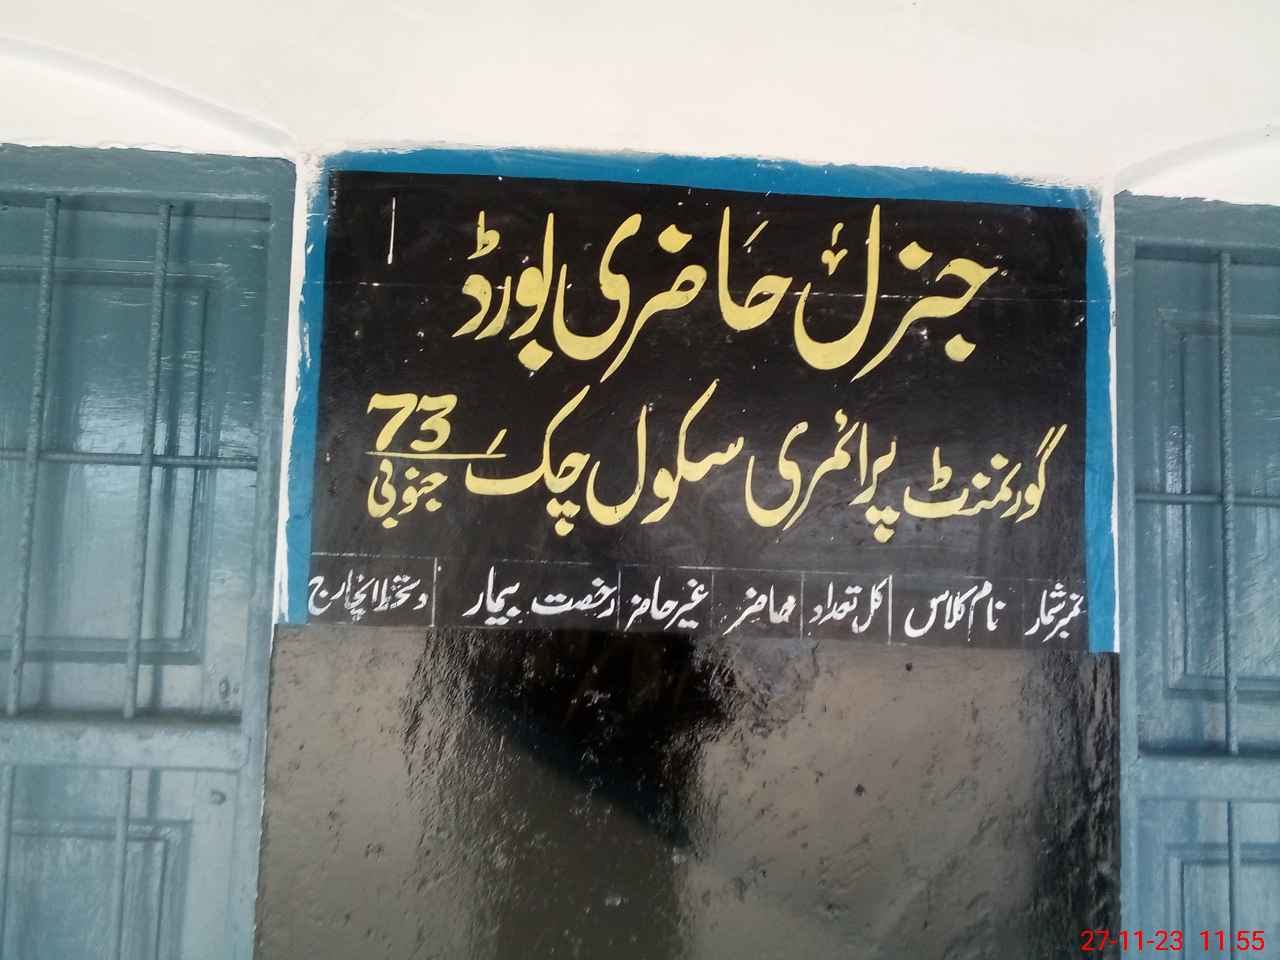 جنرل حاضری بورڈ
گورنمنٹ پرائمری سکول چک 73 جنوبی
نمبر شمار نام کلاس کل تعداد حاضر غیر حاضر رخصت بیمار دستخط انچارج
27-11-23 11:55